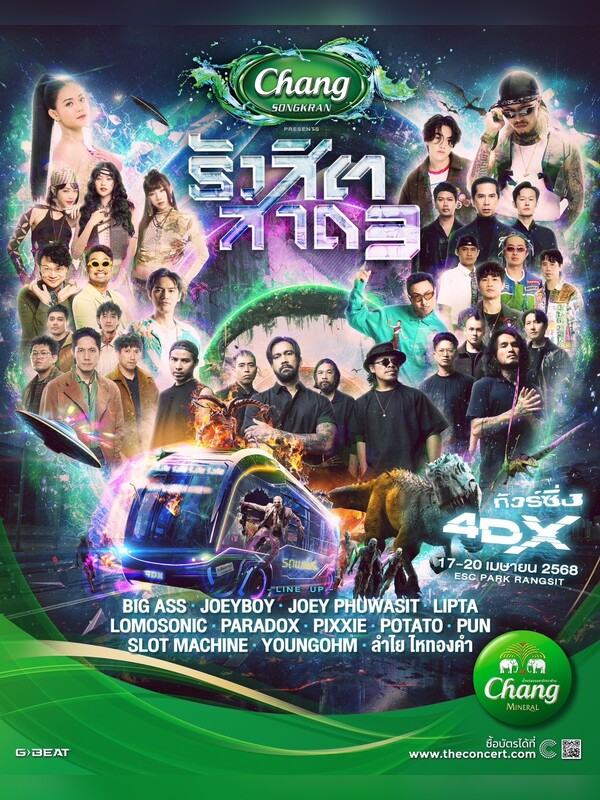 Chang
SONGKRAN
PRESENTS
รังสิต
สาด3
ทัวร์ซิ่ง
4DX
17-20 เมษายน 2568
ESC PARK RANGSIT
4DX
LINE UP
BIG ASS · JOEYBOY · JOEY PHUWASIT · LIPTA
LOMOSONIC · PARADOX · PIXXIE · POTATO · PUN
SLOT MACHINE · YOUNGOHM · ลำไย ไหทองคำ
Chang
MINERAL
G›BEAT
ซื้อบัตรได้ที่
www.theconcert.com